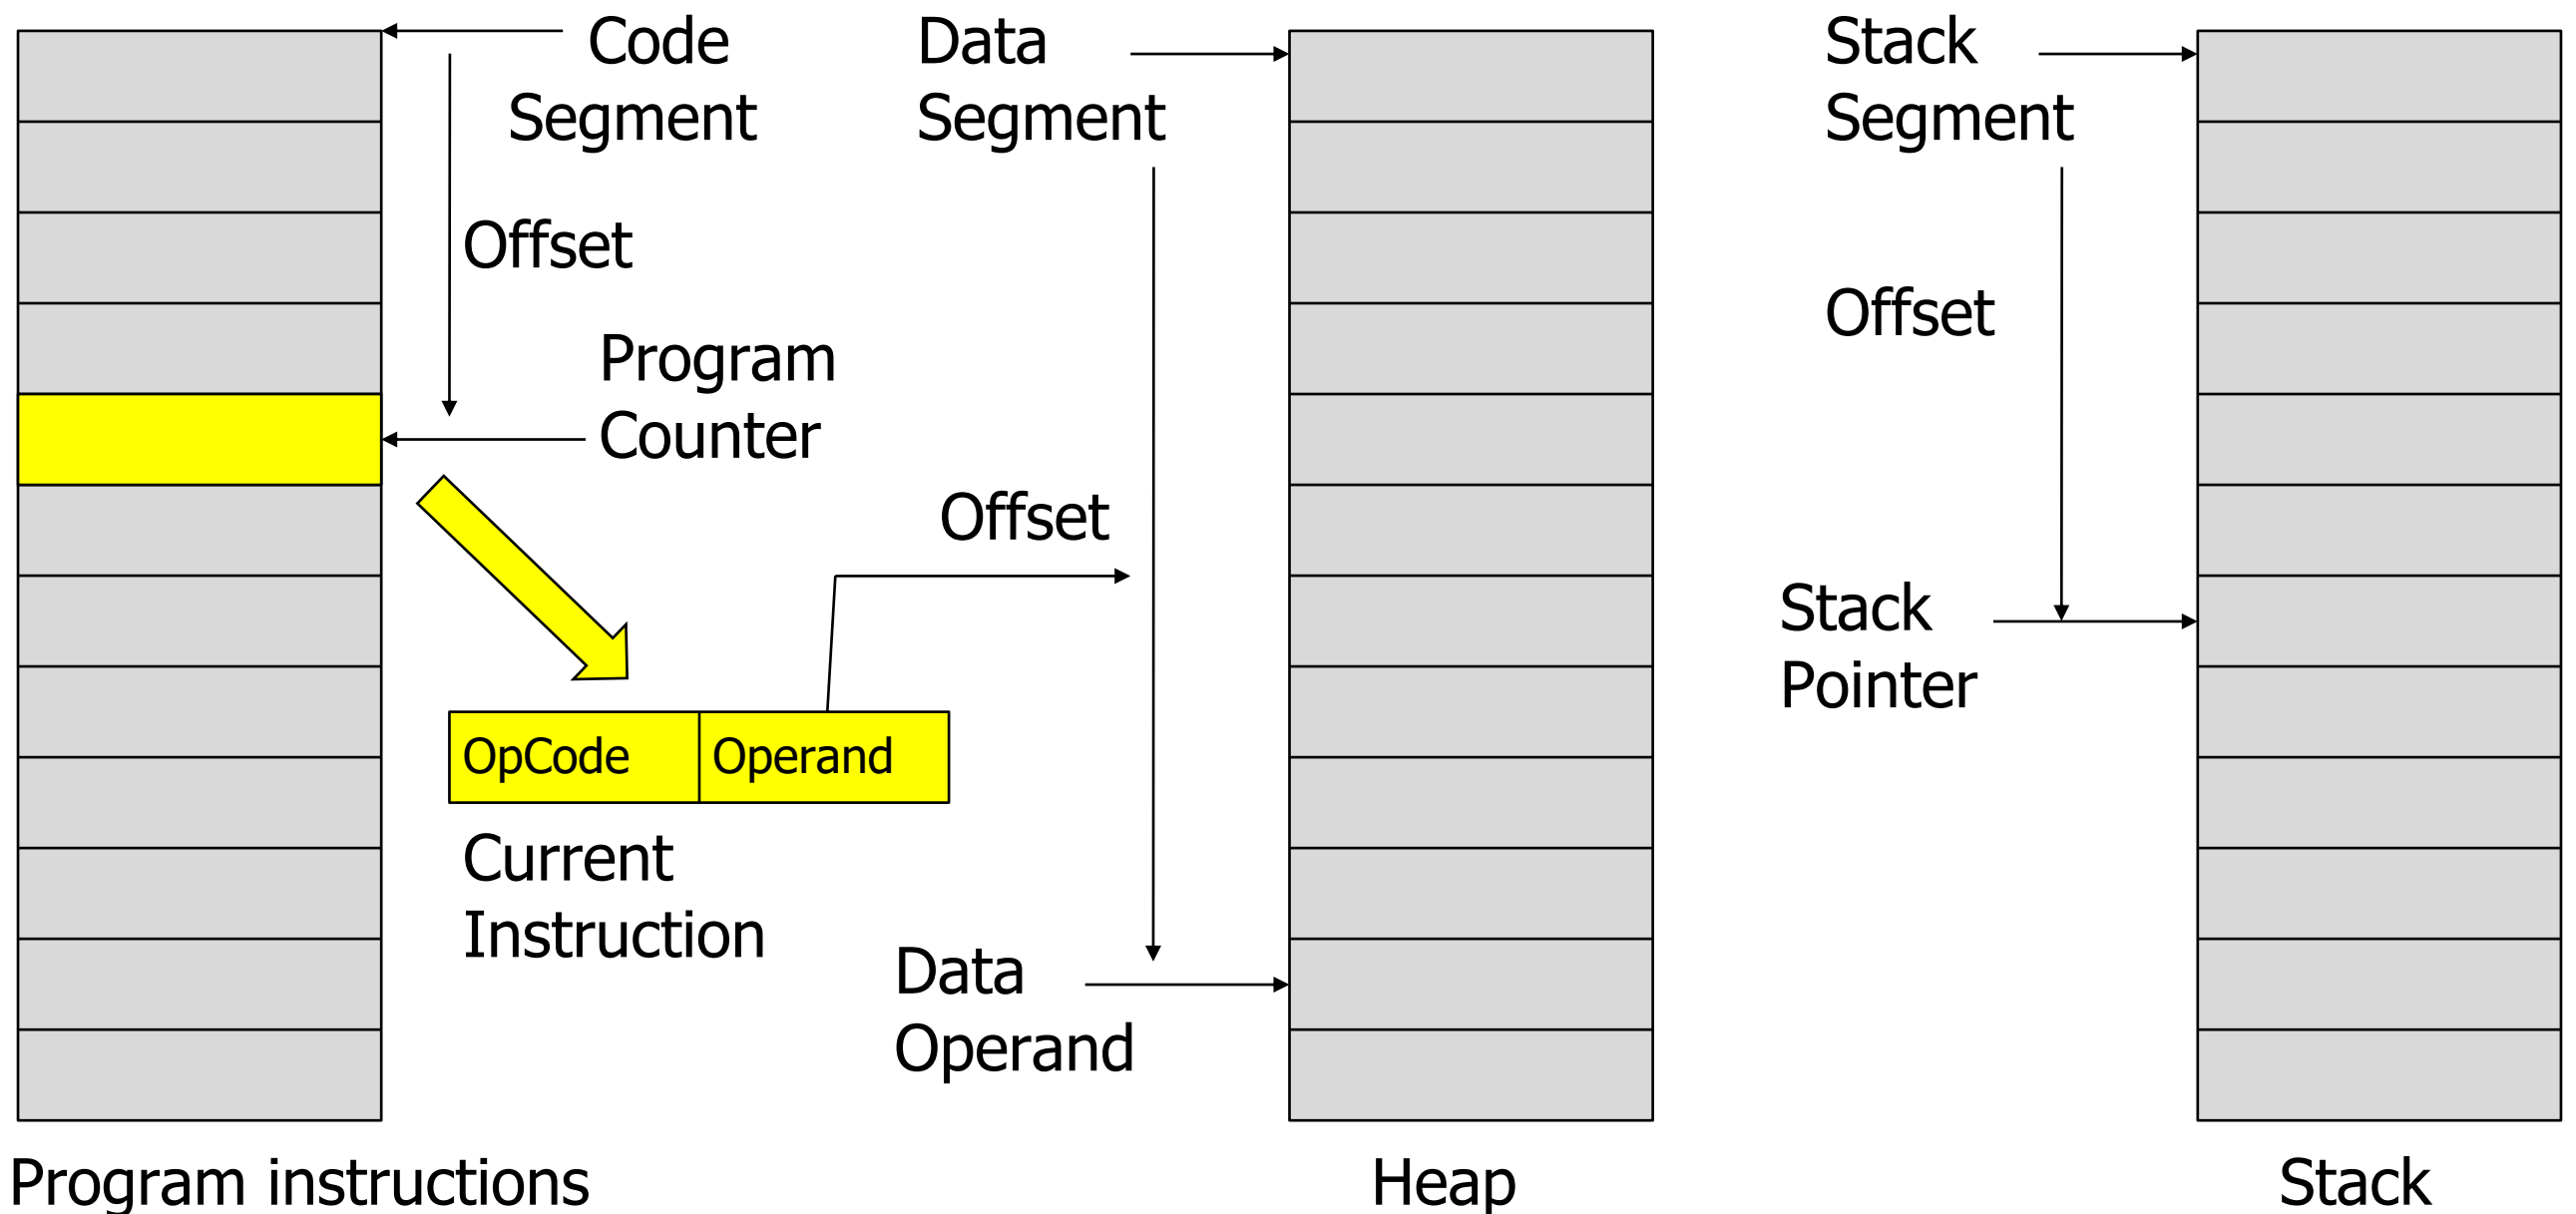 Code
Segment
Offset
Program
Counter
OpCode
Operand
Current
Instruction
Program instructions
Data
Segment
Offset
Data
Operand
Heap
Stack
Segment
Offset
Stack
Pointer
Stack